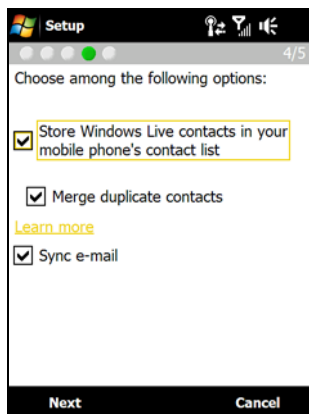 Setup
4/5
Choose among the following options:
Store Windows Live contacts in your
mobile phone's contact list
Merge duplicate contacts
Learn more
Sync e-mail
Next Cancel